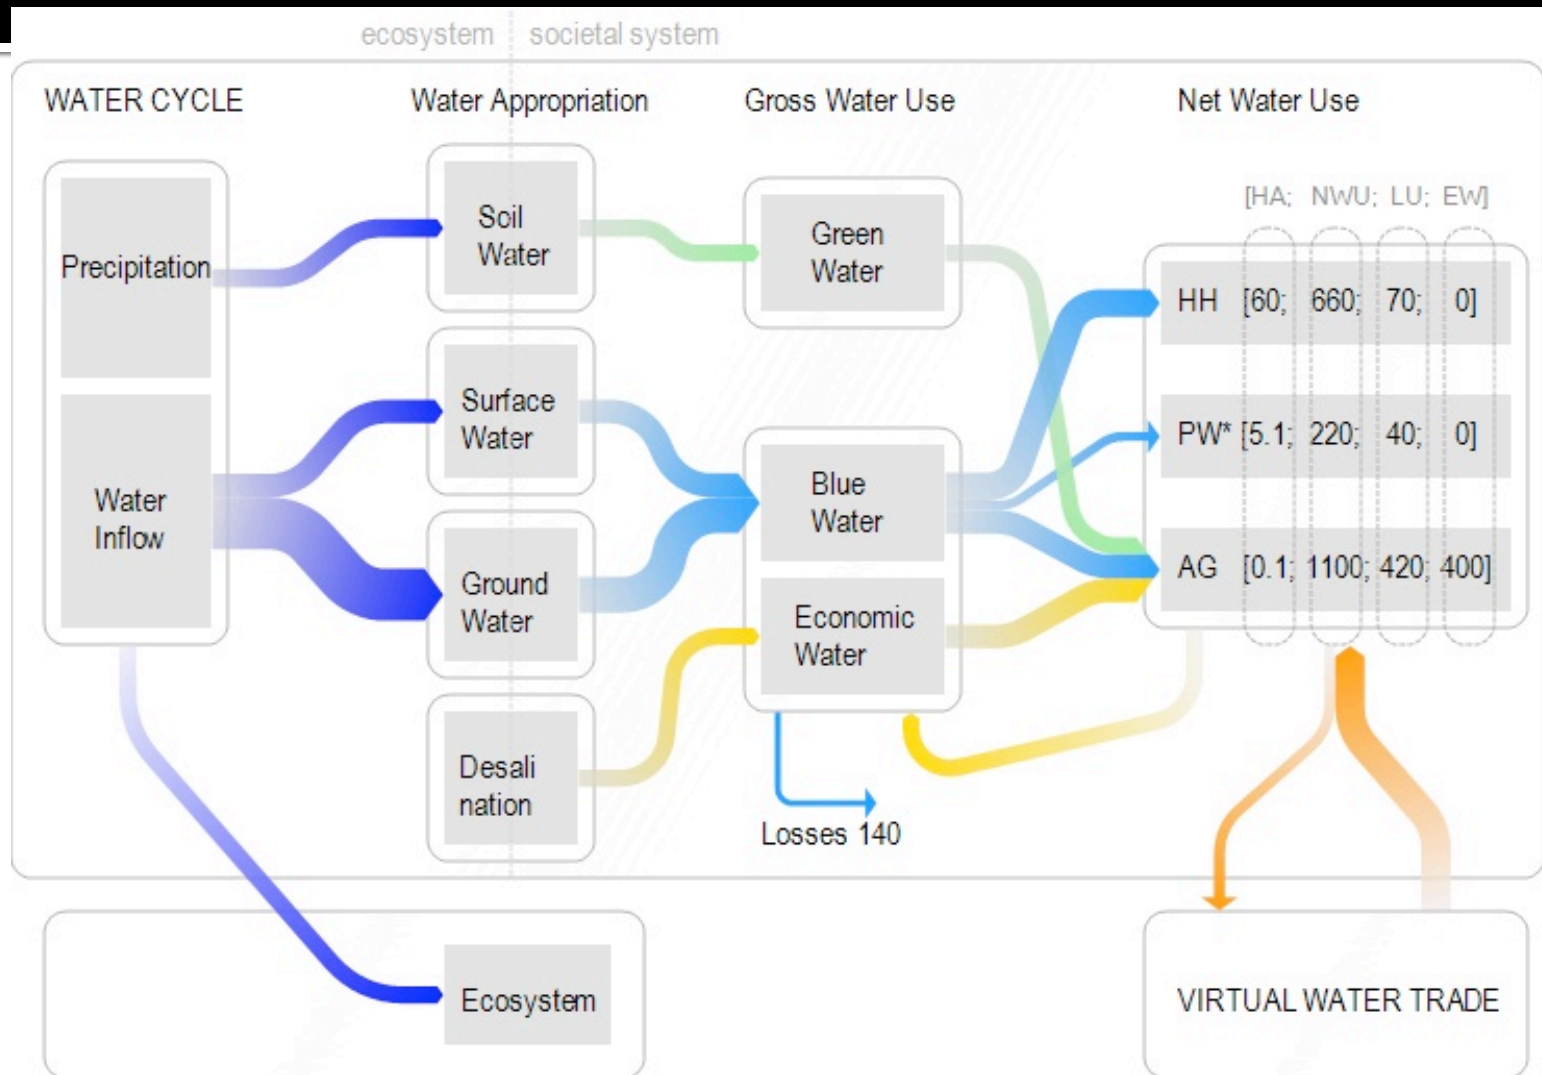 ecosystem societal system
WATER CYCLE Water Appropriation Gross Water Use Net Water Use
[HA; NWU; LU; EW]
Precipitation
Soil
Water
Green
Water
HH [60; 660; 70; 0]
Surface
Water
PW* [5.1; 220; 40; 0]
Water
Inflow
Blue
Water
AG [0.1; 1100; 420; 400]
Ground
Water
Economic
Water
Desali
nation
Losses 140
Ecosystem
VIRTUAL WATER TRADE